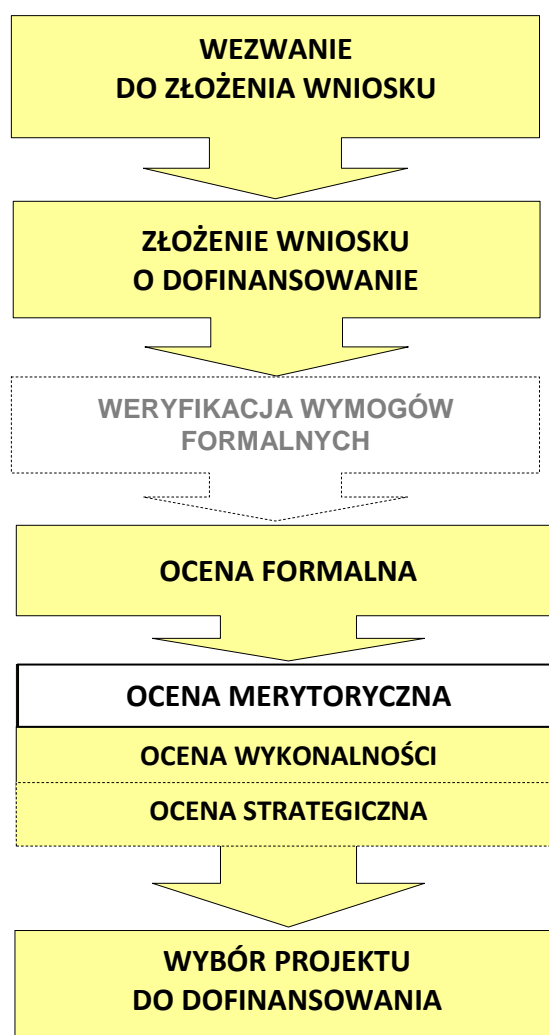 WEZWANIE
DO ZŁOŻENIA WNIOSKU
ZŁOŻENIE WNIOSKU
O DOFINANSOWANIE
WERYFIKACJA WYMOGÓW
FORMALNYCH
OCENA FORMALNA
OCENA MERYTORYCZNA
OCENA WYKONALNOŚCI
OCENA STRATEGICZNA
WYBÓR PROJEKTU
DO DOFINANSOWANIA